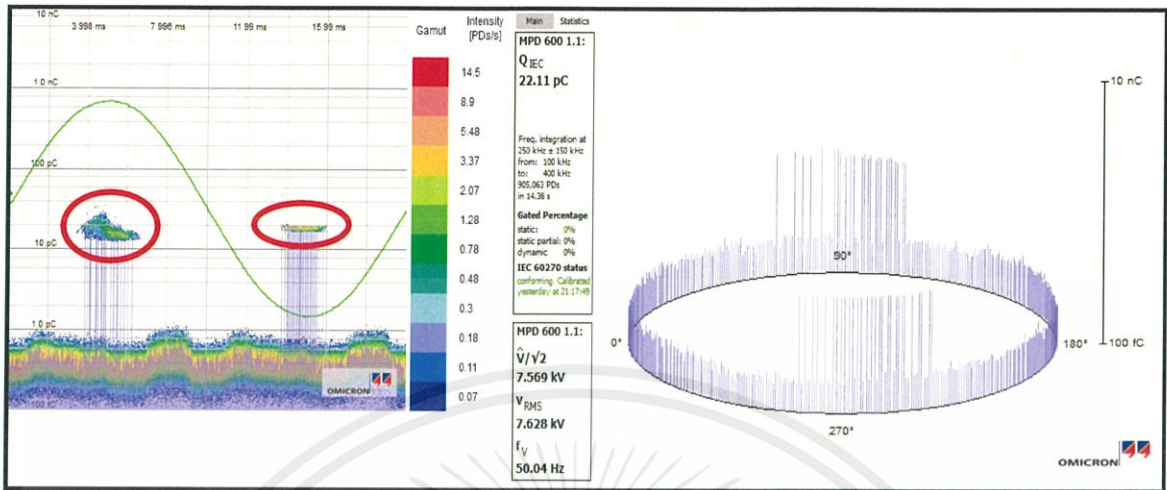 10 nC
3.998 ms 7.996 ms 11.99 ms 15.99 ms
1.0 nC
100 pC
10 pC
1.0 pC
OMICRON
Gamut
Intensity
[PDs/s]
14.5
8.9
5.48
3.37
2.07
1.28
0.78
0.48
0.3
0.18
0.11
0.07
Main Statistics
MPD 600 1.1:
Q IEC
22.11 pC
Freq. integration at
250 kHz ± 150 kHz
from: 100 kHz
to: 400 kHz
905,063 PDs
in 14.38 s
Gated Percentage
static: 0%
static partial: 0%
dynamic 0%
IEC 60270 status
conforming. Calibrated
yesterday at 21:17:49
MPD 600 1.1:
V̂/√2
7.569 kV
V RMS
7.628 kV
f V
50.04 Hz
10 nC
90°
0°
180°
100 fC
270°
OMICRON